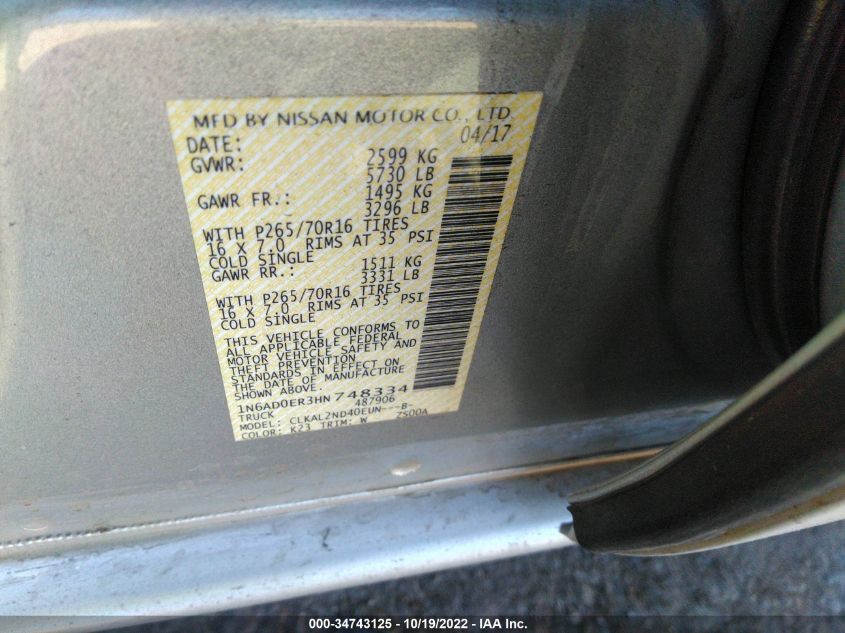 MFD BY NISSAN MOTOR CO., LTD.
DATE: 04/17
GVWR: 2599 KG
5730 LB
GAWR FR.: 1495 KG
3296 LB
WITH P265/70R16 TIRES
16 X 7.0 RIMS AT 35 PSI
COLD SINGLE
GAWR RR.: 1511 KG
3331 LB
WITH P265/70R16 TIRES
16 X 7.0 RIMS AT 35 PSI
COLD SINGLE
THIS VEHICLE CONFORMS TO
ALL APPLICABLE FEDERAL
MOTOR VEHICLE SAFETY AND
THEFT PREVENTION
STANDARDS IN EFFECT ON
THE DATE OF MANUFACTURE
SHOWN ABOVE.
1N6AD0ER3HN748334
TRUCK 487906
MODEL: CLKAL2ND40EUN---B-
COLOR: K23 TRIM: W 7S00A
000-34743125 - 10/19/2022 - IAA Inc.